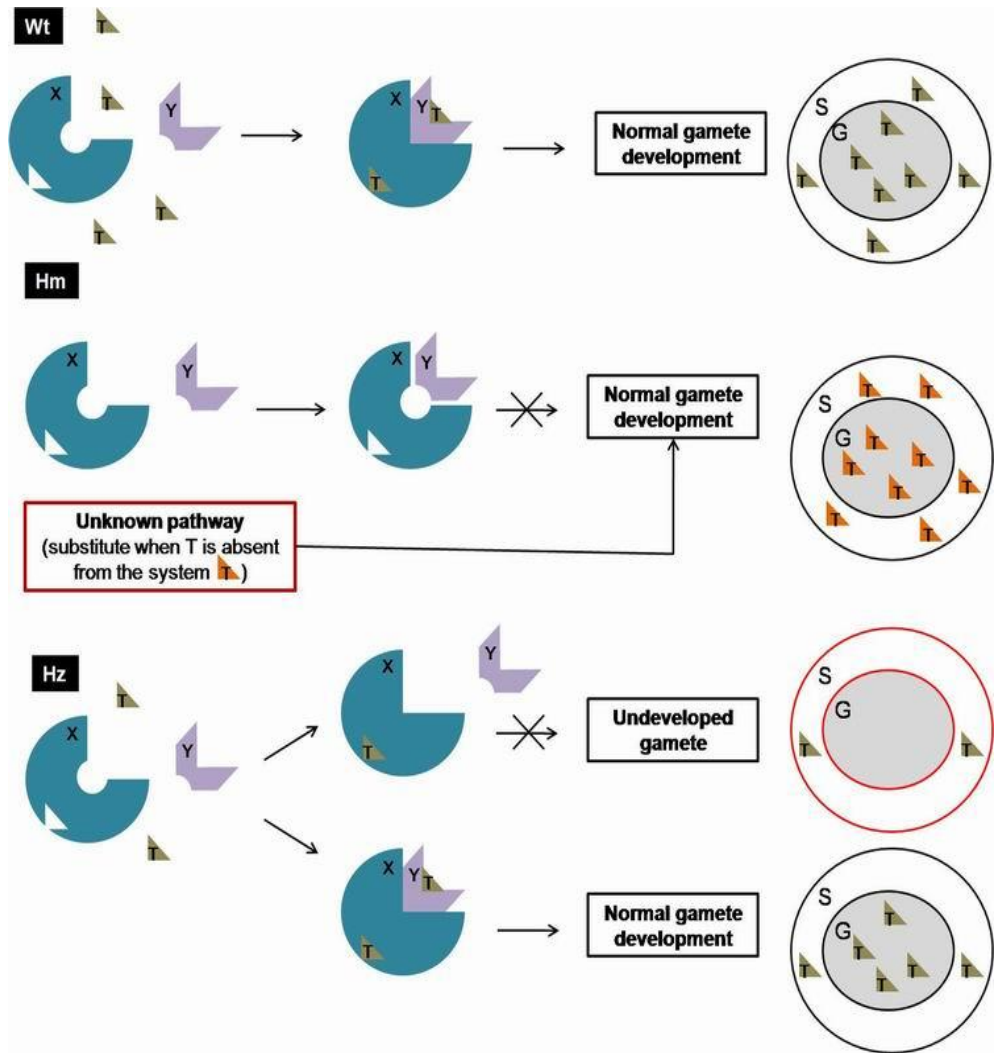 Wt
T
X
T
Y
T
T
X
Y
T
T
Normal gamete
development
S
G
T
T
T
T
T
T
T
T
Hm
X
Y
X
Y
Normal gamete
development
S
G
T
T
T
T
T
T
T
T
T
Unknown pathway
(substitute when T is absent
from the system T)
Hz
T
X
Y
T
X
T
Y
Undeveloped
gamete
S
G
T
T
X
Y
T
T
Normal gamete
development
S
G
T
T
T
T
T
T
T